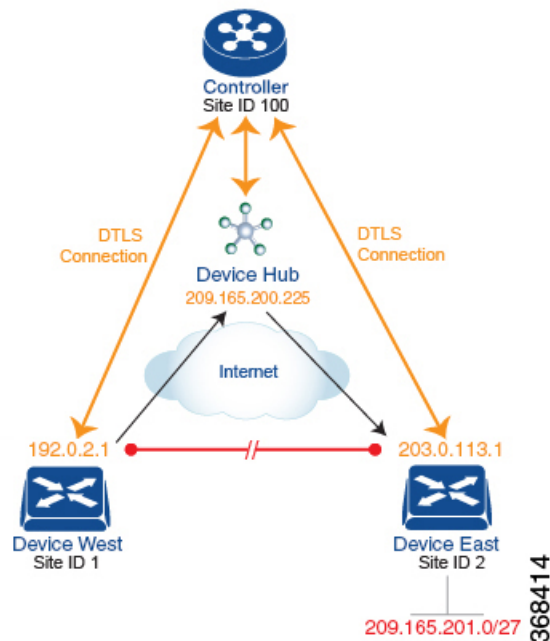 Controller
Site ID 100
DTLS
Connection
DTLS
Connection
Device Hub
209.165.200.225
Internet
192.0.2.1
203.0.113.1
Device West
Site ID 1
Device East
Site ID 2
209.165.201.0/27
368414